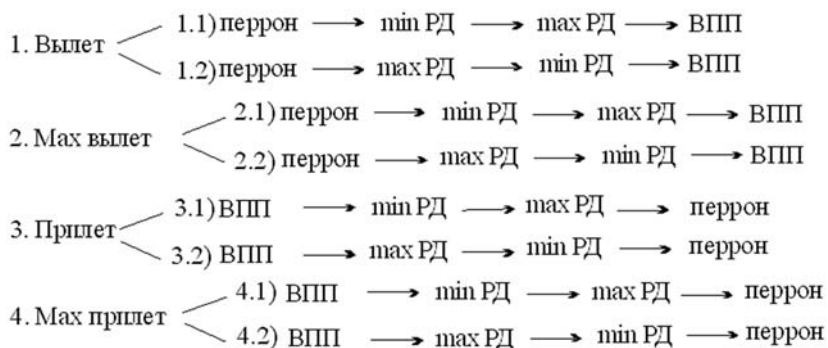 1.1) перрон → min РД → max РД → ВПП
1. Вылет
1.2) перрон → max РД → min РД → ВПП
2.1) перрон → min РД → max РД → ВПП
2. Max вылет
2.2) перрон → max РД → min РД → ВПП
3.1) ВПП → min РД → max РД → перрон
3. Прилет
3.2) ВПП → max РД → min РД → перрон
4.1) ВПП → min РД → max РД → перрон
4. Max прилет
4.2) ВПП → max РД → min РД → перрон